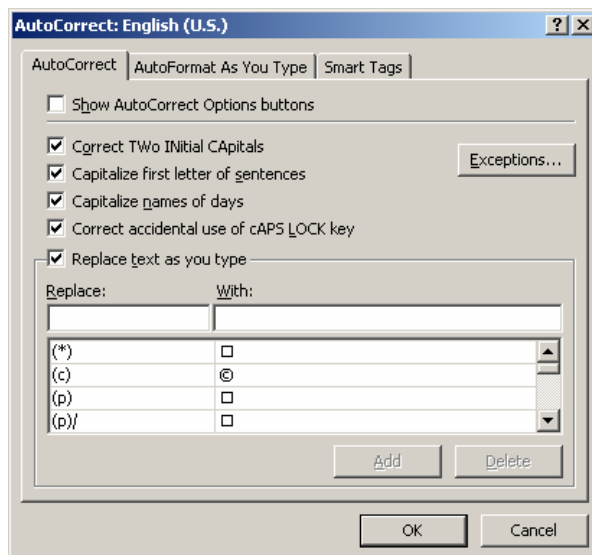 AutoCorrect: English (U.S.)
AutoCorrect AutoFormat As You Type Smart Tags
Show AutoCorrect Options buttons
Correct TWo INitial CApitals
Exceptions...
Capitalize first letter of sentences
Capitalize names of days
Correct accidental use of cAPS LOCK key
Replace text as you type
Replace: With:
(*) □
(c) ©
(p) □
(p)/ □
Add Delete
OK Cancel